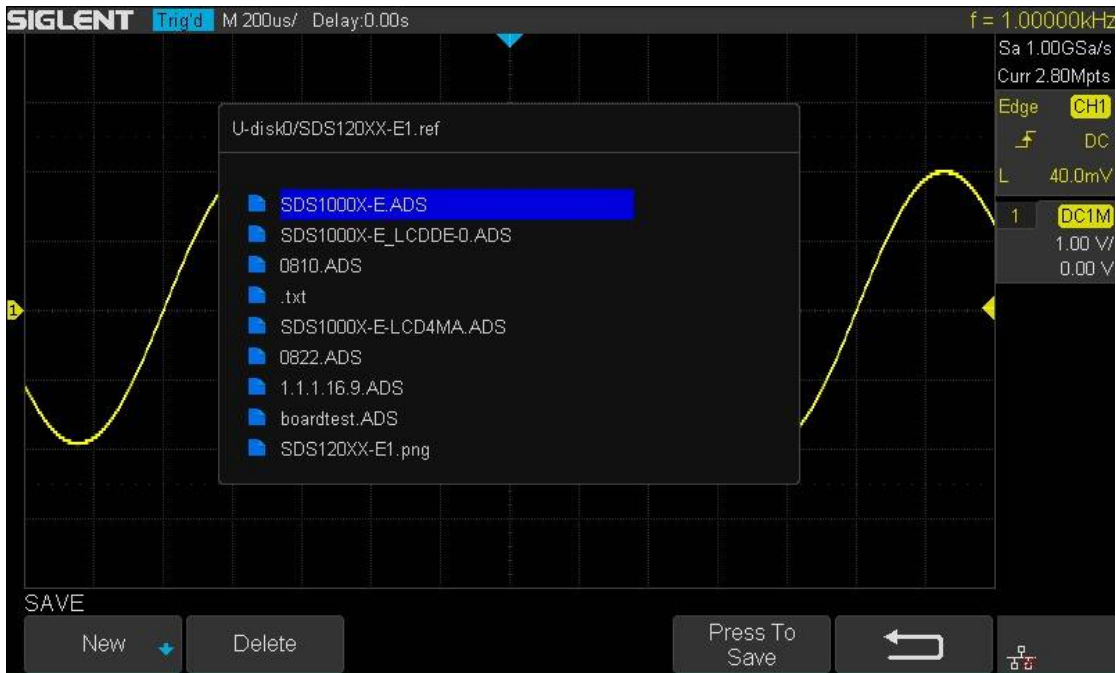 SIGLENT Trig'd M 200us/ Delay:0.00s f = 1.00000kHz
Sa 1.00GSa/s
Curr 2.80Mpts
Edge CH1
DC
L 40.0mV
1 DC1M
1.00 V/
0.00 V
U-disk0/SDS120XX-E1.ref
SDS1000X-E.ADS
SDS1000X-E_LCDDE-0.ADS
0810.ADS
.txt
SDS1000X-E-LCD4MA.ADS
0822.ADS
1.1.1.16.9.ADS
boardtest.ADS
SDS120XX-E1.png
1
SAVE
New
Delete
Press To
Save